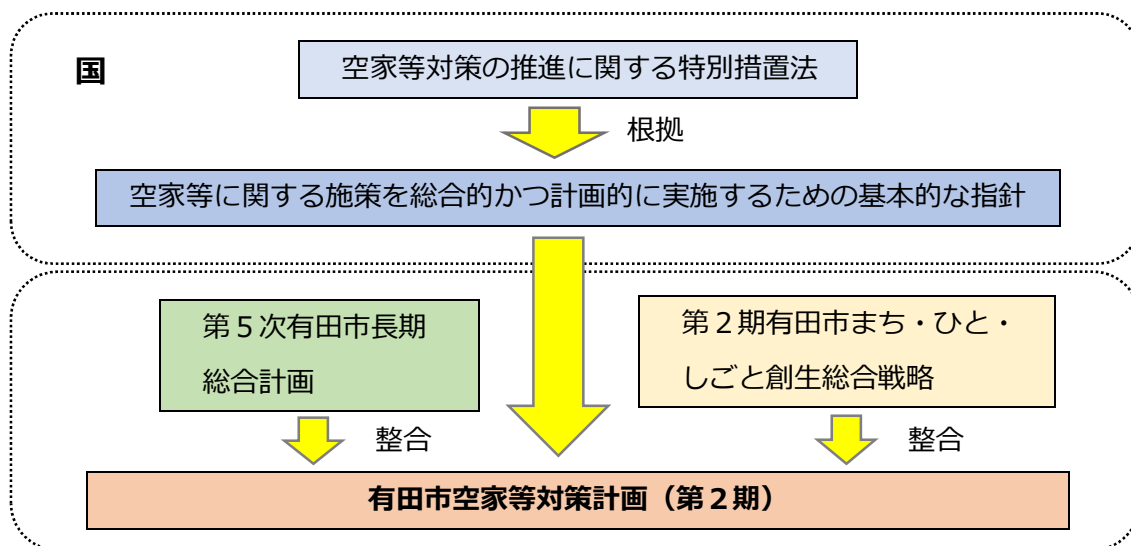 国
空家等対策の推進に関する特別措置法
根拠
空家等に関する施策を総合的かつ計画的に実施するための基本的な指針
第５次有田市長期
総合計画
第２期有田市まち・ひと・
しごと創生総合戦略
整合
整合
有田市空家等対策計画（第２期）